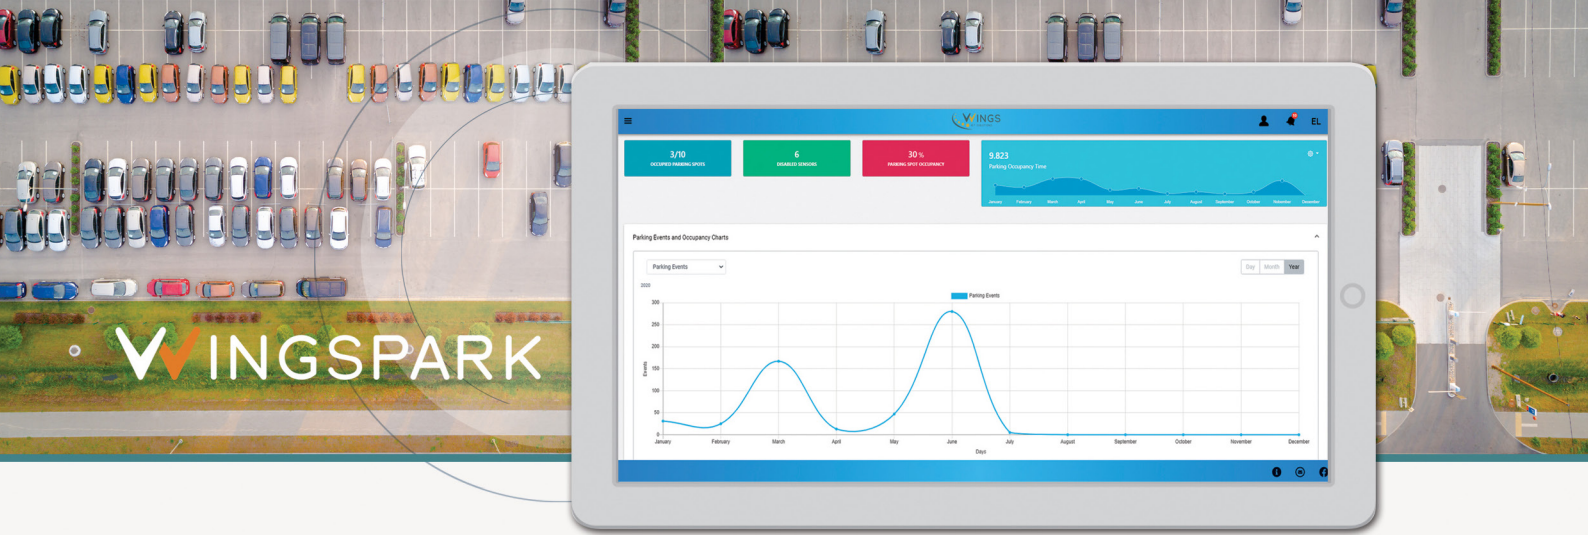 WINGSPARK
WINGS
EL
3/10
OCCUPIED PARKING SPOTS
6
DISABLED SENSORS
30 %
PARKING SPOT OCCUPANCY
9.823
Parking Occupancy Time
January February March April May June July August September October November December
Parking Events and Occupancy Charts
Parking Events
Day Month Year
2020
Parking Events
300
250
200
150
100
50
0
Events
January February March April May June July August September October November December
Days